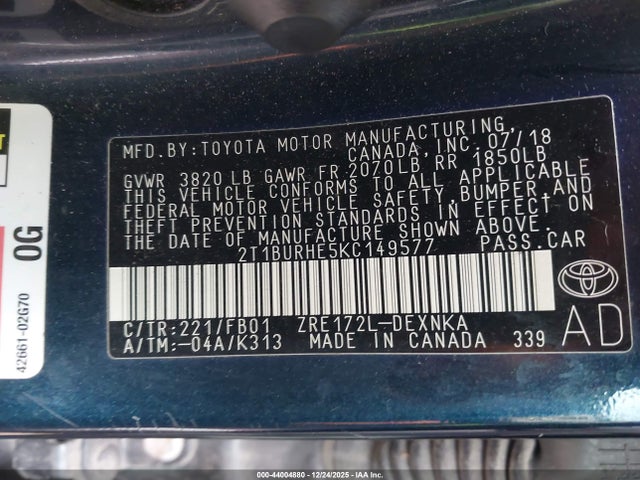 MFD.BY:TOYOTA MOTOR MANUFACTURING,
CANADA,INC. 07/18
GVWR 3820 LB GAWR FR 2070LB, RR 1850LB
THIS VEHICLE CONFORMS TO ALL APPLICABLE
FEDERAL MOTOR VEHICLE SAFETY,BUMPER,AND
THEFT PREVENTION STANDARDS IN EFFECT ON
THE DATE OF MANUFACTURE SHOWN ABOVE.
2T1BURHE5KC149577 PASS.CAR
C/TR:221/FB01 ZRE172L-DEXNKA
A/TM:-04A/K313 MADE IN CANADA 339
TOYOTA
AD
0G
42661-02G70
000-44004880 - 12/24/2025 - IAA Inc.